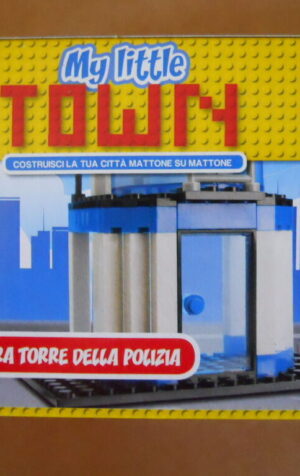 My little
TOWN
COSTRUISCI LA TUA CITTÀ MATTONE SU MATTONE
RA TORRE DELLA POLIZIA